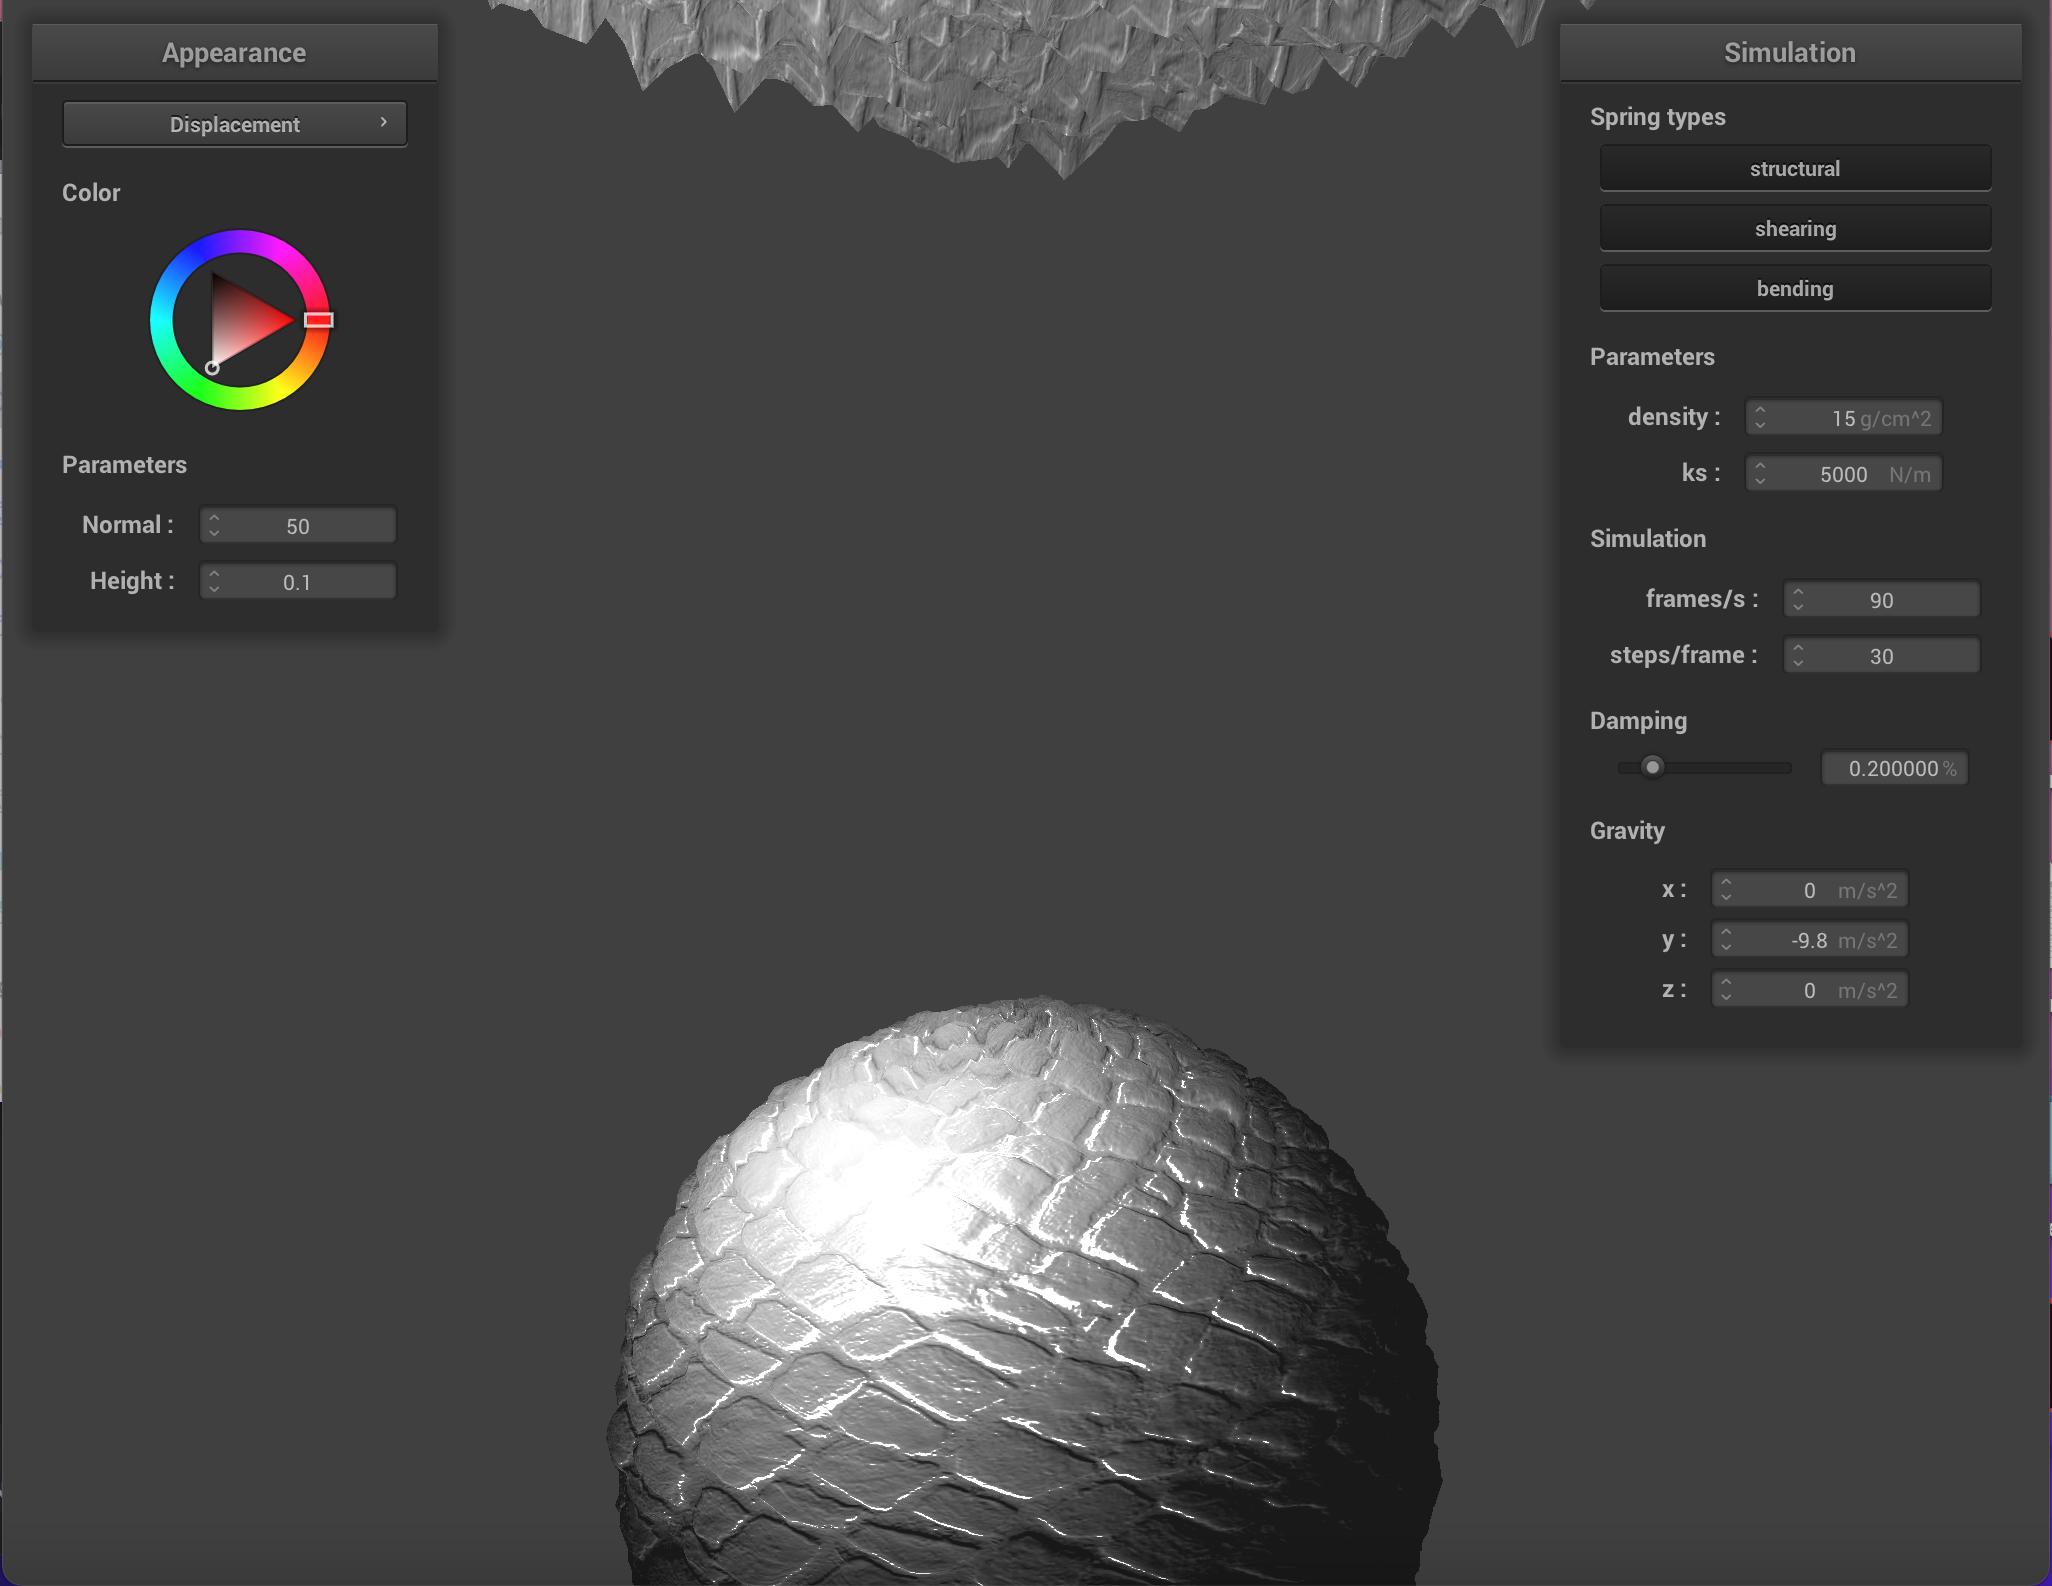 Appearance
Displacement
Color
Parameters
Normal : 50
Height : 0.1
Simulation
Spring types
structural
shearing
bending
Parameters
density : 15 g/cm^2
ks : 5000 N/m
Simulation
frames/s : 90
steps/frame : 30
Damping
0.200000 %
Gravity
x : 0 m/s^2
y : -9.8 m/s^2
z : 0 m/s^2